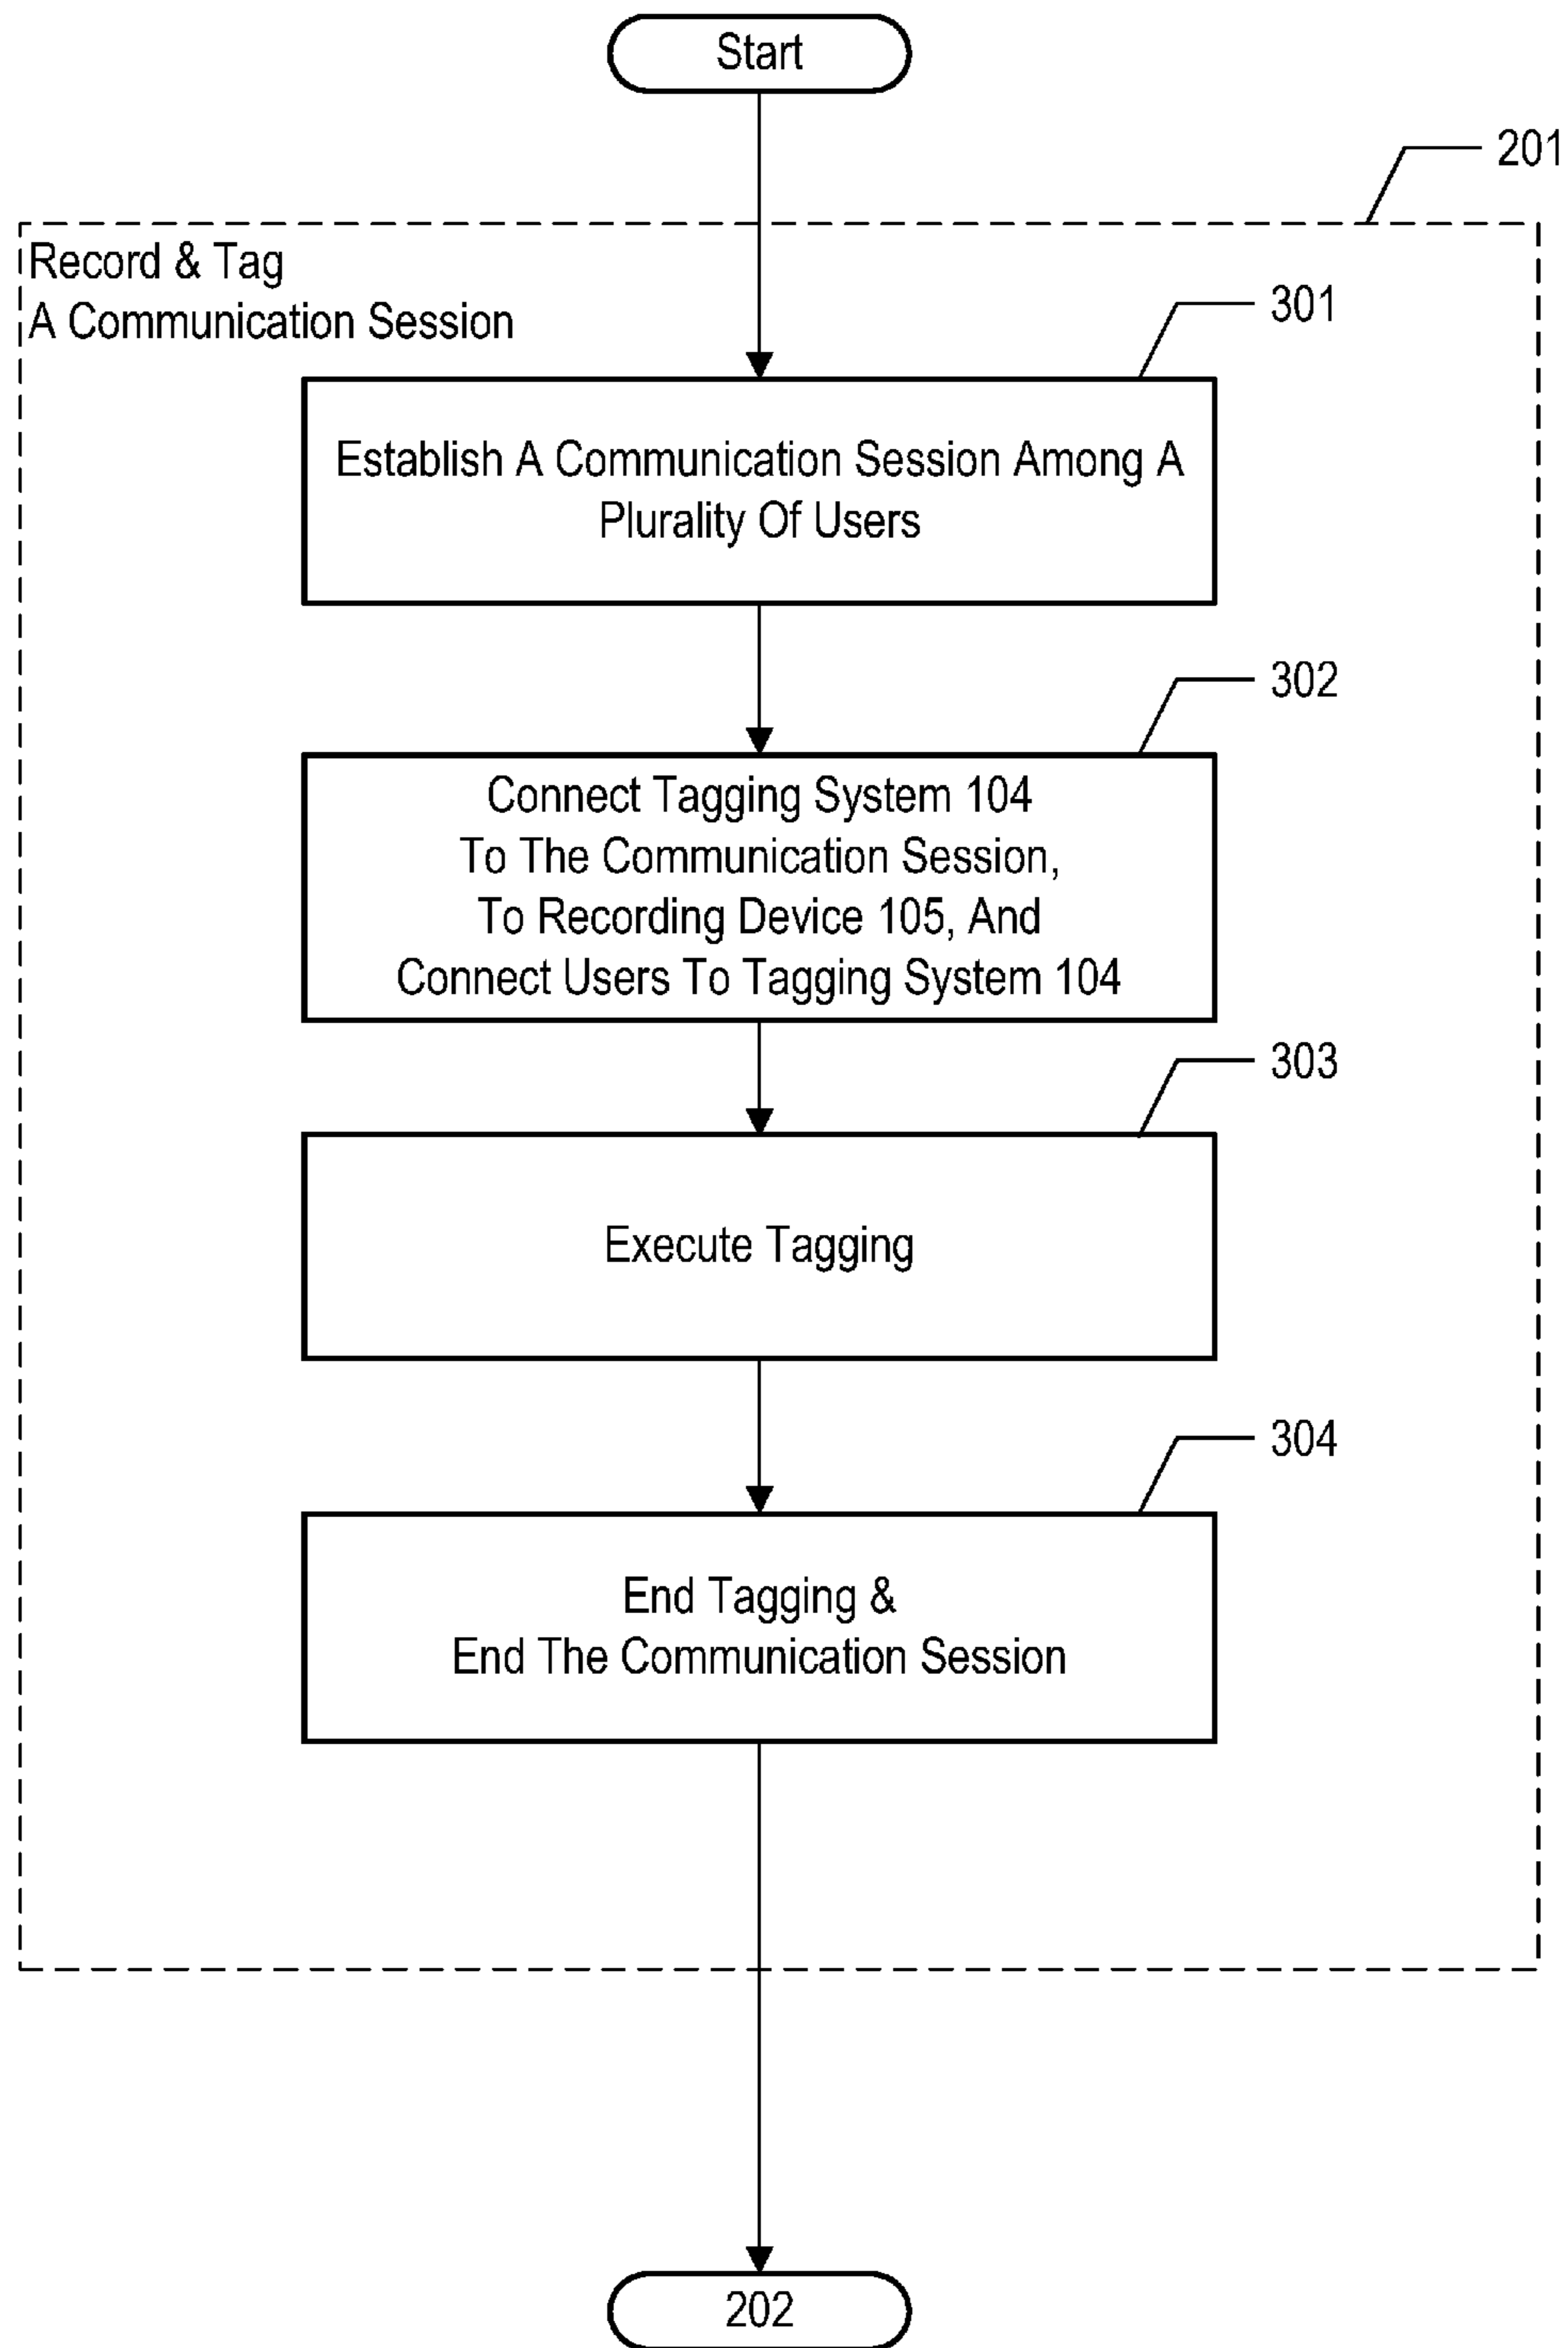 Start
201
Record & Tag
A Communication Session
301
Establish A Communication Session Among A
Plurality Of Users
302
Connect Tagging System 104
To The Communication Session,
To Recording Device 105, And
Connect Users To Tagging System 104
303
Execute Tagging
304
End Tagging &
End The Communication Session
202